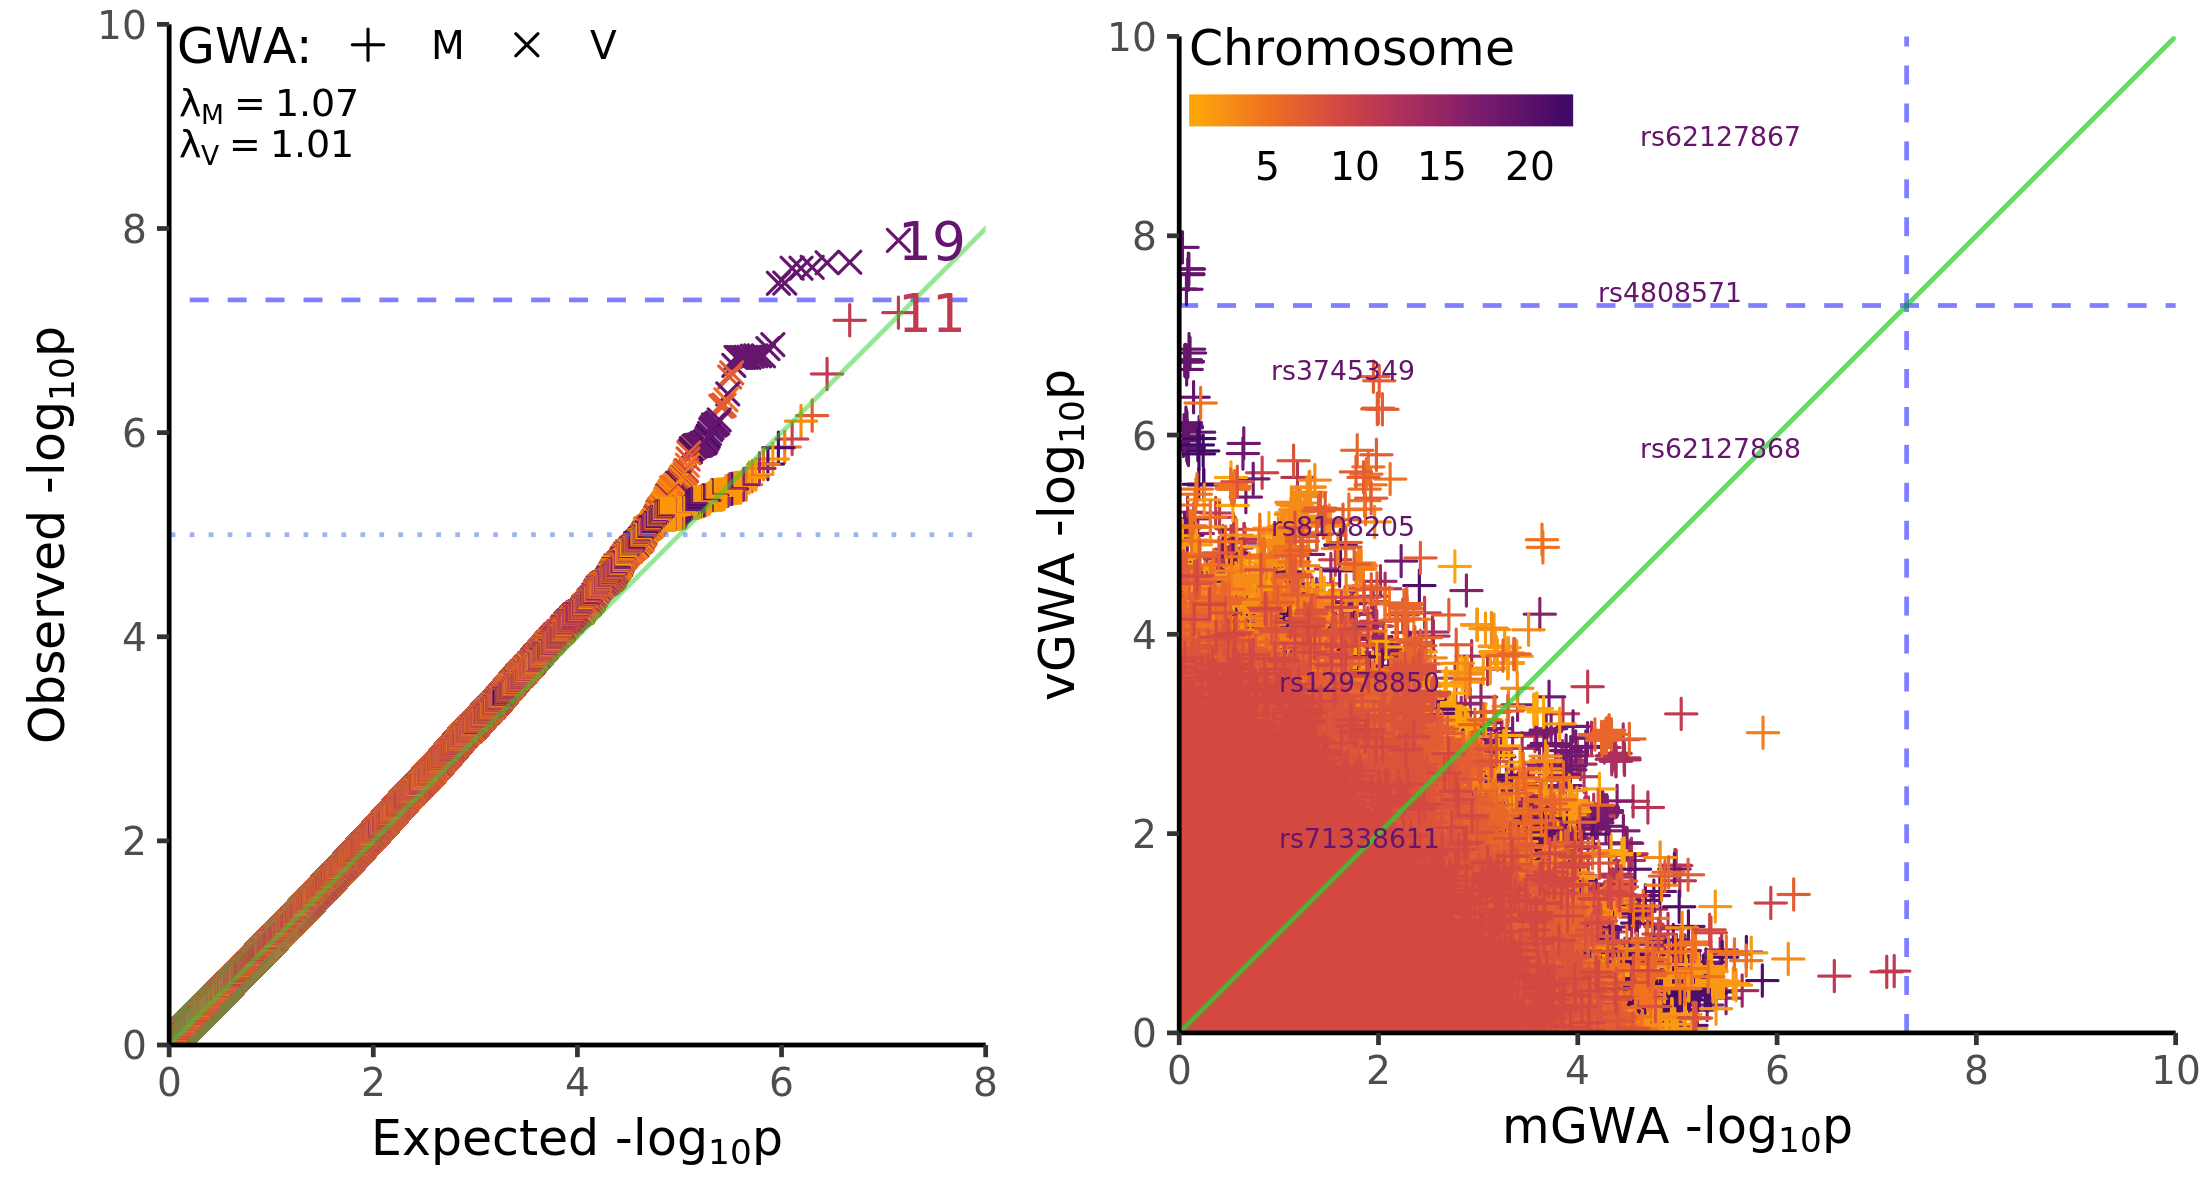 GWA: + M × V
λM = 1.07
λV = 1.01
10
8
6
4
2
0
0 2 4 6 8
Observed -log10p
Expected -log10p
19
11
Chromosome
5 10 15 20
10
8
6
4
2
0
0 2 4 6 8 10
vGWA -log10p
mGWA -log10p
rs62127867
rs4808571
rs3745349
rs62127868
rs8108205
rs12978850
rs71338611